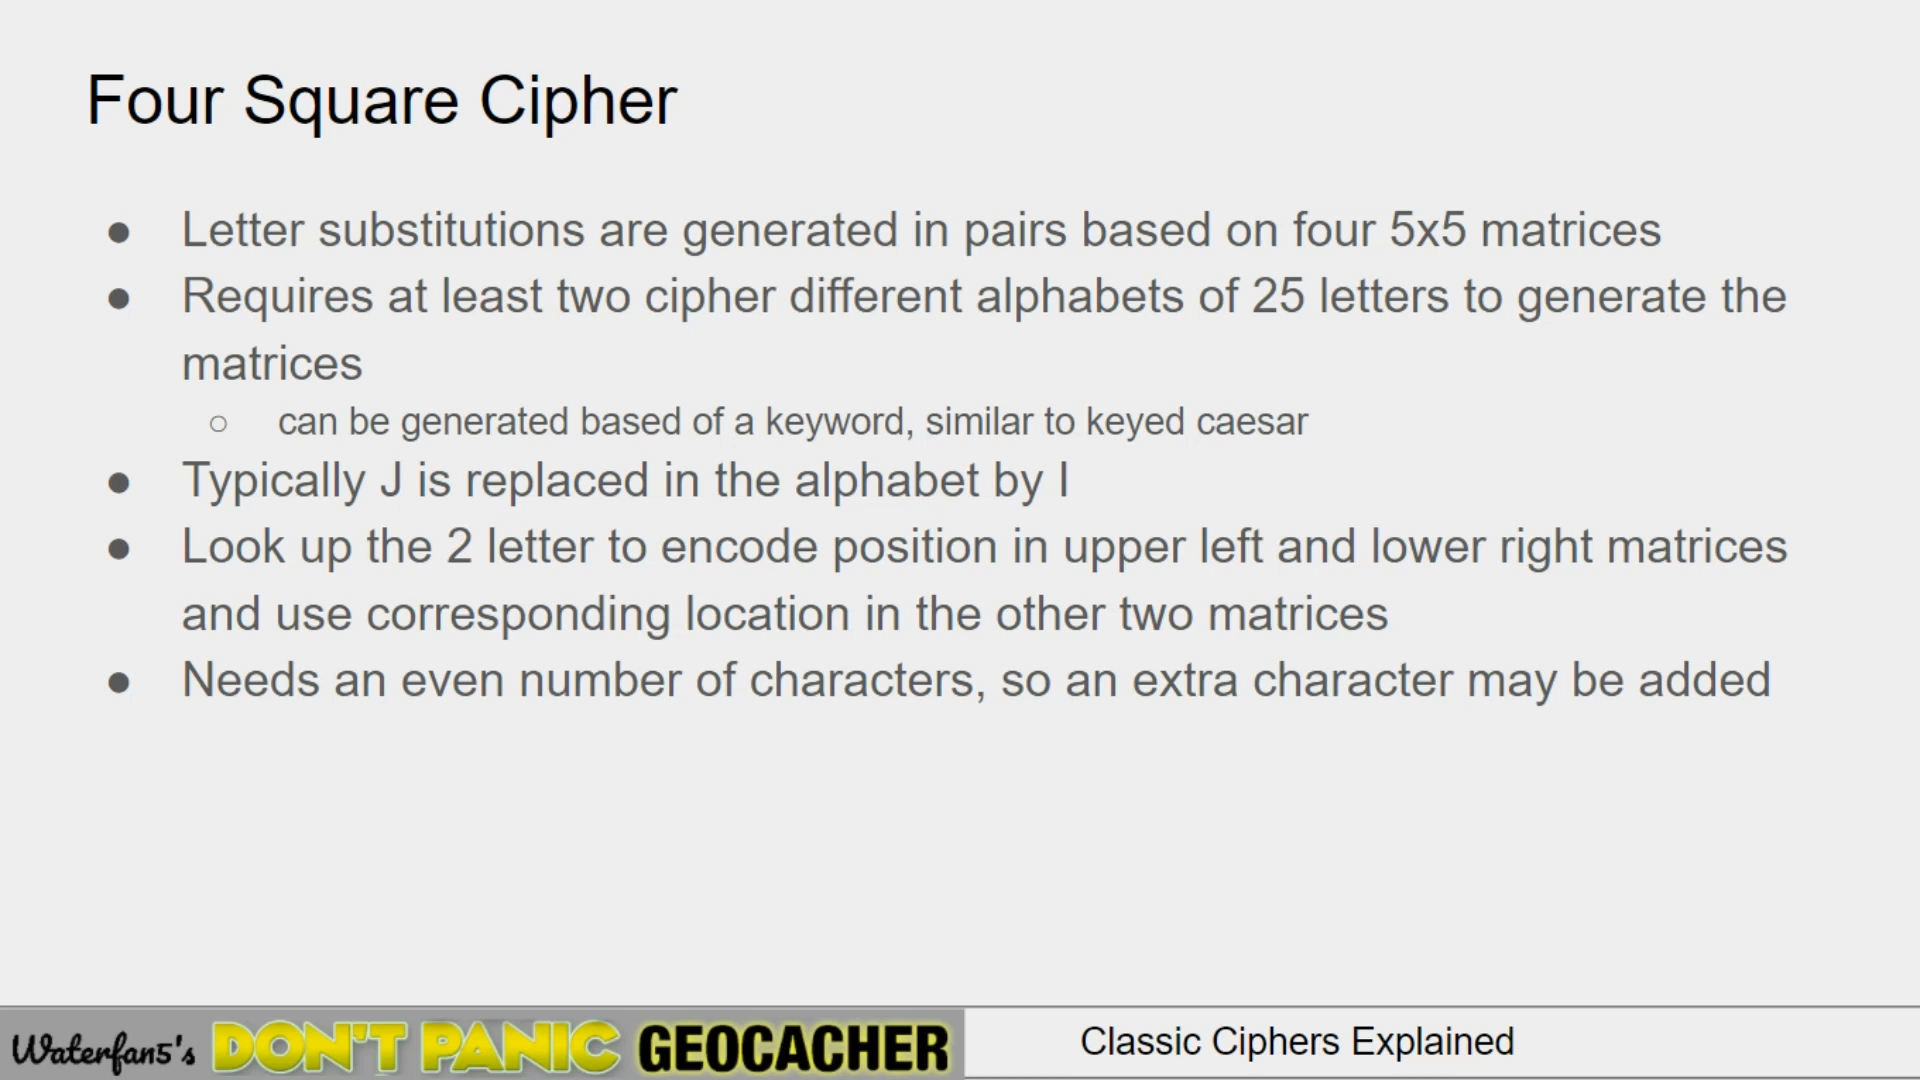 Four Square Cipher
● Letter substitutions are generated in pairs based on four 5x5 matrices
● Requires at least two cipher different alphabets of 25 letters to generate the
matrices
○ can be generated based of a keyword, similar to keyed caesar
● Typically J is replaced in the alphabet by I
● Look up the 2 letter to encode position in upper left and lower right matrices
and use corresponding location in the other two matrices
● Needs an even number of characters, so an extra character may be added
Waterfan5's DON'T PANIC GEOCACHER
Classic Ciphers Explained